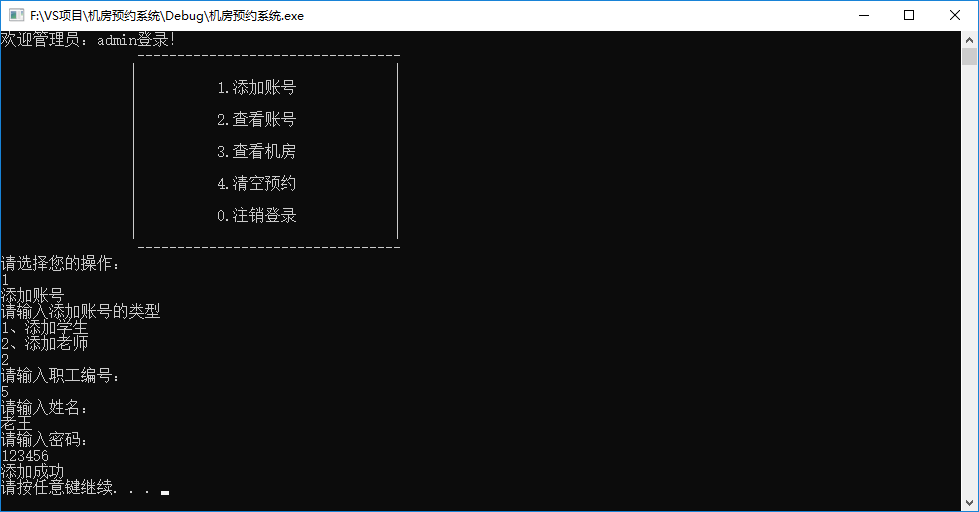 F:\VS项目\机房预约系统\Debug\机房预约系统.exe
欢迎管理员：admin登录!
---------------------------------
1.添加账号
2.查看账号
3.查看机房
4.清空预约
0.注销登录
---------------------------------
请选择您的操作：
1
添加账号
请输入添加账号的类型
1、添加学生
2、添加老师
2
请输入职工编号：
5
请输入姓名：
老王
请输入密码：
123456
添加成功
请按任意键继续. . .